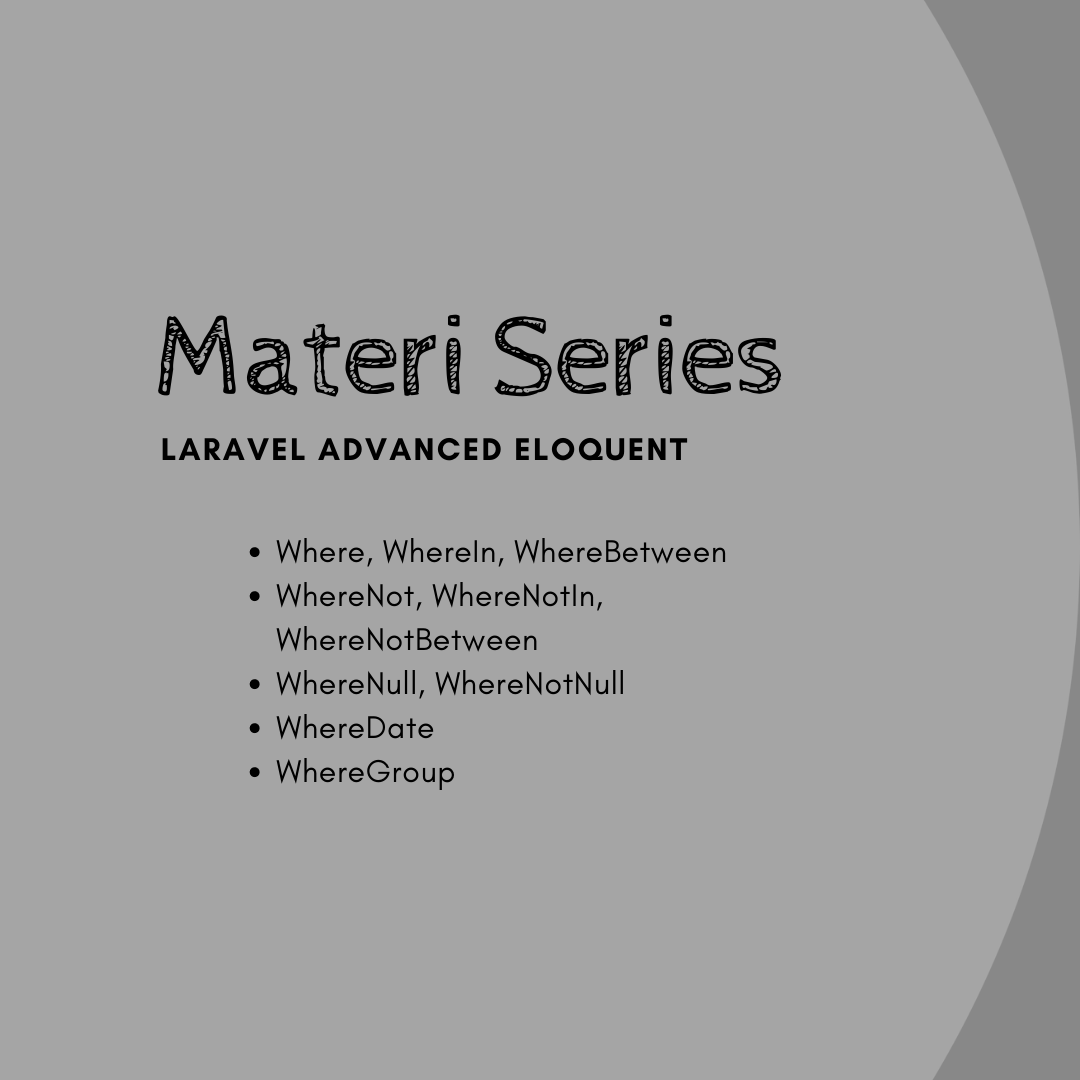 Materi Series
LARAVEL ADVANCED ELOQUENT
• Where, WhereIn, WhereBetween
• WhereNot, WhereNotIn,
WhereNotBetween
• WhereNull, WhereNotNull
• WhereDate
• WhereGroup